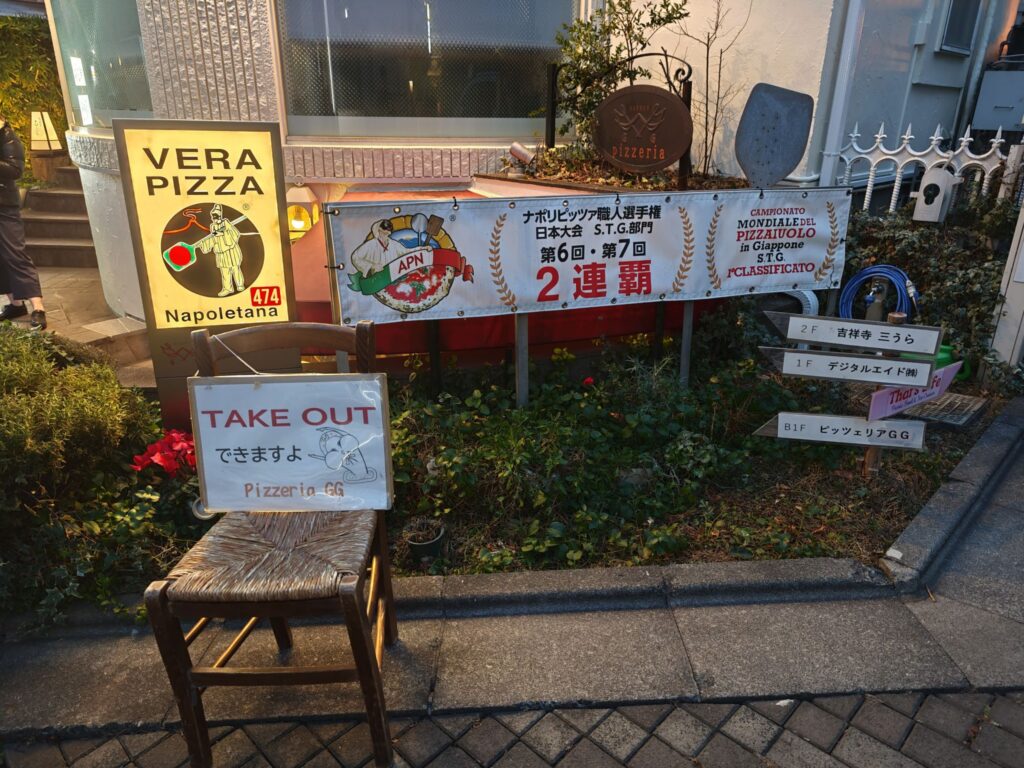 VERA
PIZZA
®
474
Napoletana
pizzeria
APN
®
ナポリピッツァ職人選手権
日本大会 S.T.G.部門
第6回・第7回
2連覇
CAMPIONATO
MONDIALE DEL
PIZZAIUOLO
in Giappone
S.T.G.
1°CLASSIFICATO
TAKE OUT
できますよ
Pizzeria GG
2F 吉祥寺 三うら
1F デジタルエイド㈱
B1F ピッツェリアGG